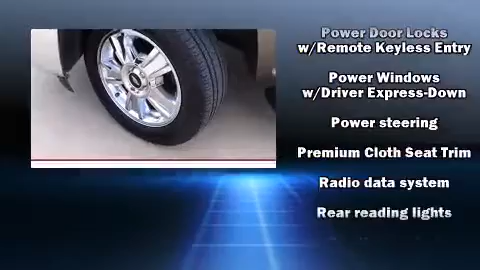 Power Door Locks
w/Remote Keyless Entry
Power Windows
w/Driver Express-Down
Power steering
Premium Cloth Seat Trim
Radio data system
Rear reading lights